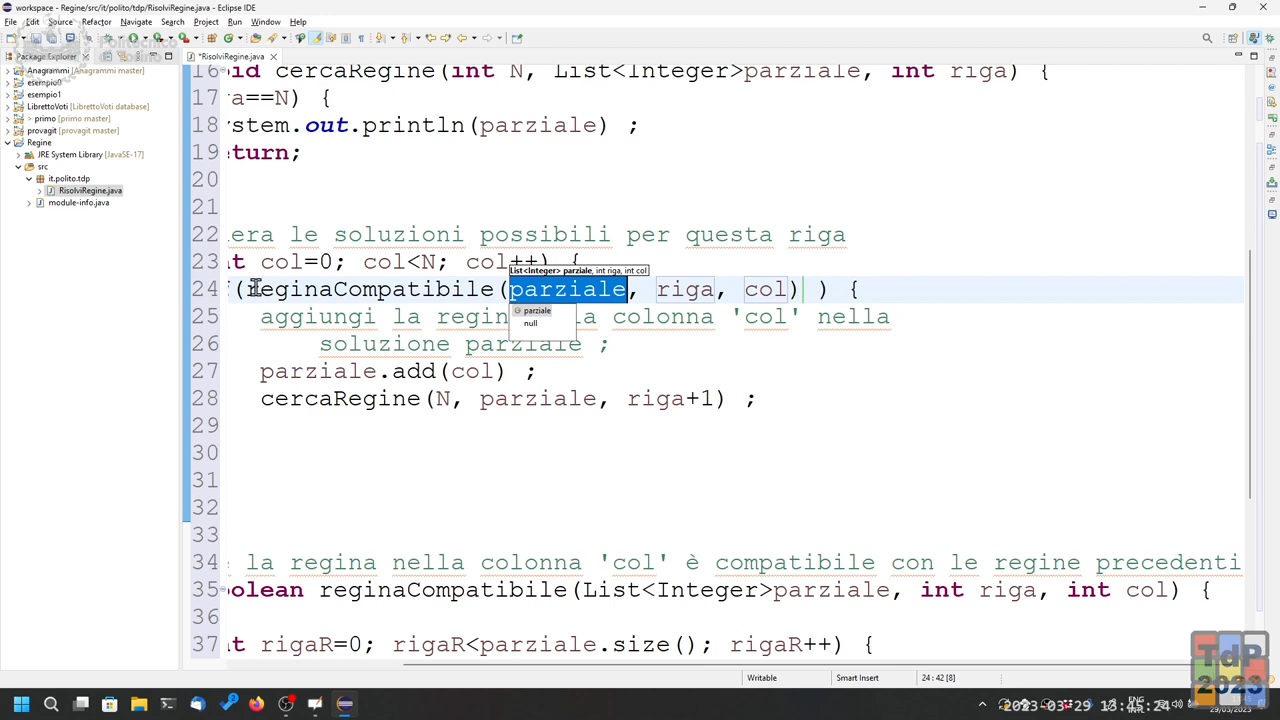 workspace - Regine/src/it/polito/tdp/RisolviRegine.java - Eclipse IDE
File Edit Source Refactor Navigate Search Project Run Window Help
Politecnico
Package Explorer
*RisolviRegine.java
Anagrammi [Anagrammi master]
esempio0
esempio1
LibrettoVoti [LibrettoVoti database]
> primo [primo master]
provagit [provagit master]
Regine
JRE System Library [JavaSE-17]
src
it.polito.tdp
RisolviRegine.java
module-info.java
16 oid cercaRegine(int N, List<Integer>parziale, int riga) {
17 a==N) {
18 ystem.out.println(parziale) ;
19 eturn;
20
21
22 era le soluzioni possibili per questa riga
23 t col=0; col<N; col++) {
List<Integer> parziale, int riga, int col
24 f(reginaCompatibile(parziale, riga, col) ) {
parziale
null
25 aggiungi la regina la colonna 'col' nella
26 soluzione parziale ;
27 parziale.add(col) ;
28 cercaRegine(N, parziale, riga+1) ;
29
30
31
32
33
34 e la regina nella colonna 'col' è compatibile con le regine precedenti
35 oolean reginaCompatibile(List<Integer>parziale, int riga, int col) {
36
37 t rigaR=0; rigaR<parziale.size(); rigaR++) {
Writable Smart Insert 24 : 42 [8]
TdP
2023
ENG
29/03/2023